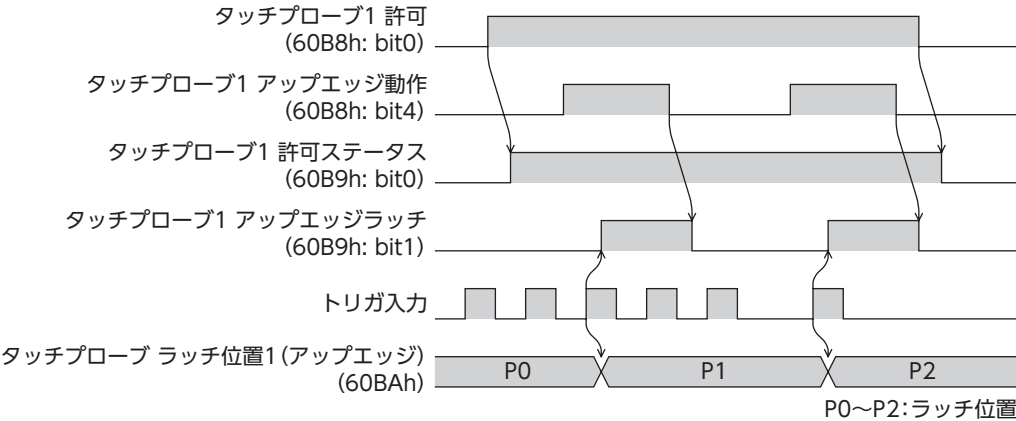 タッチプローブ1 許可
(60B8h: bit0)
タッチプローブ1 アップエッジ動作
(60B8h: bit4)
タッチプローブ1 許可ステータス
(60B9h: bit0)
タッチプローブ1 アップエッジラッチ
(60B9h: bit1)
トリガ入力
タッチプローブ ラッチ位置1（アップエッジ）
(60BAh)
P0 P1 P2
P0～P2：ラッチ位置